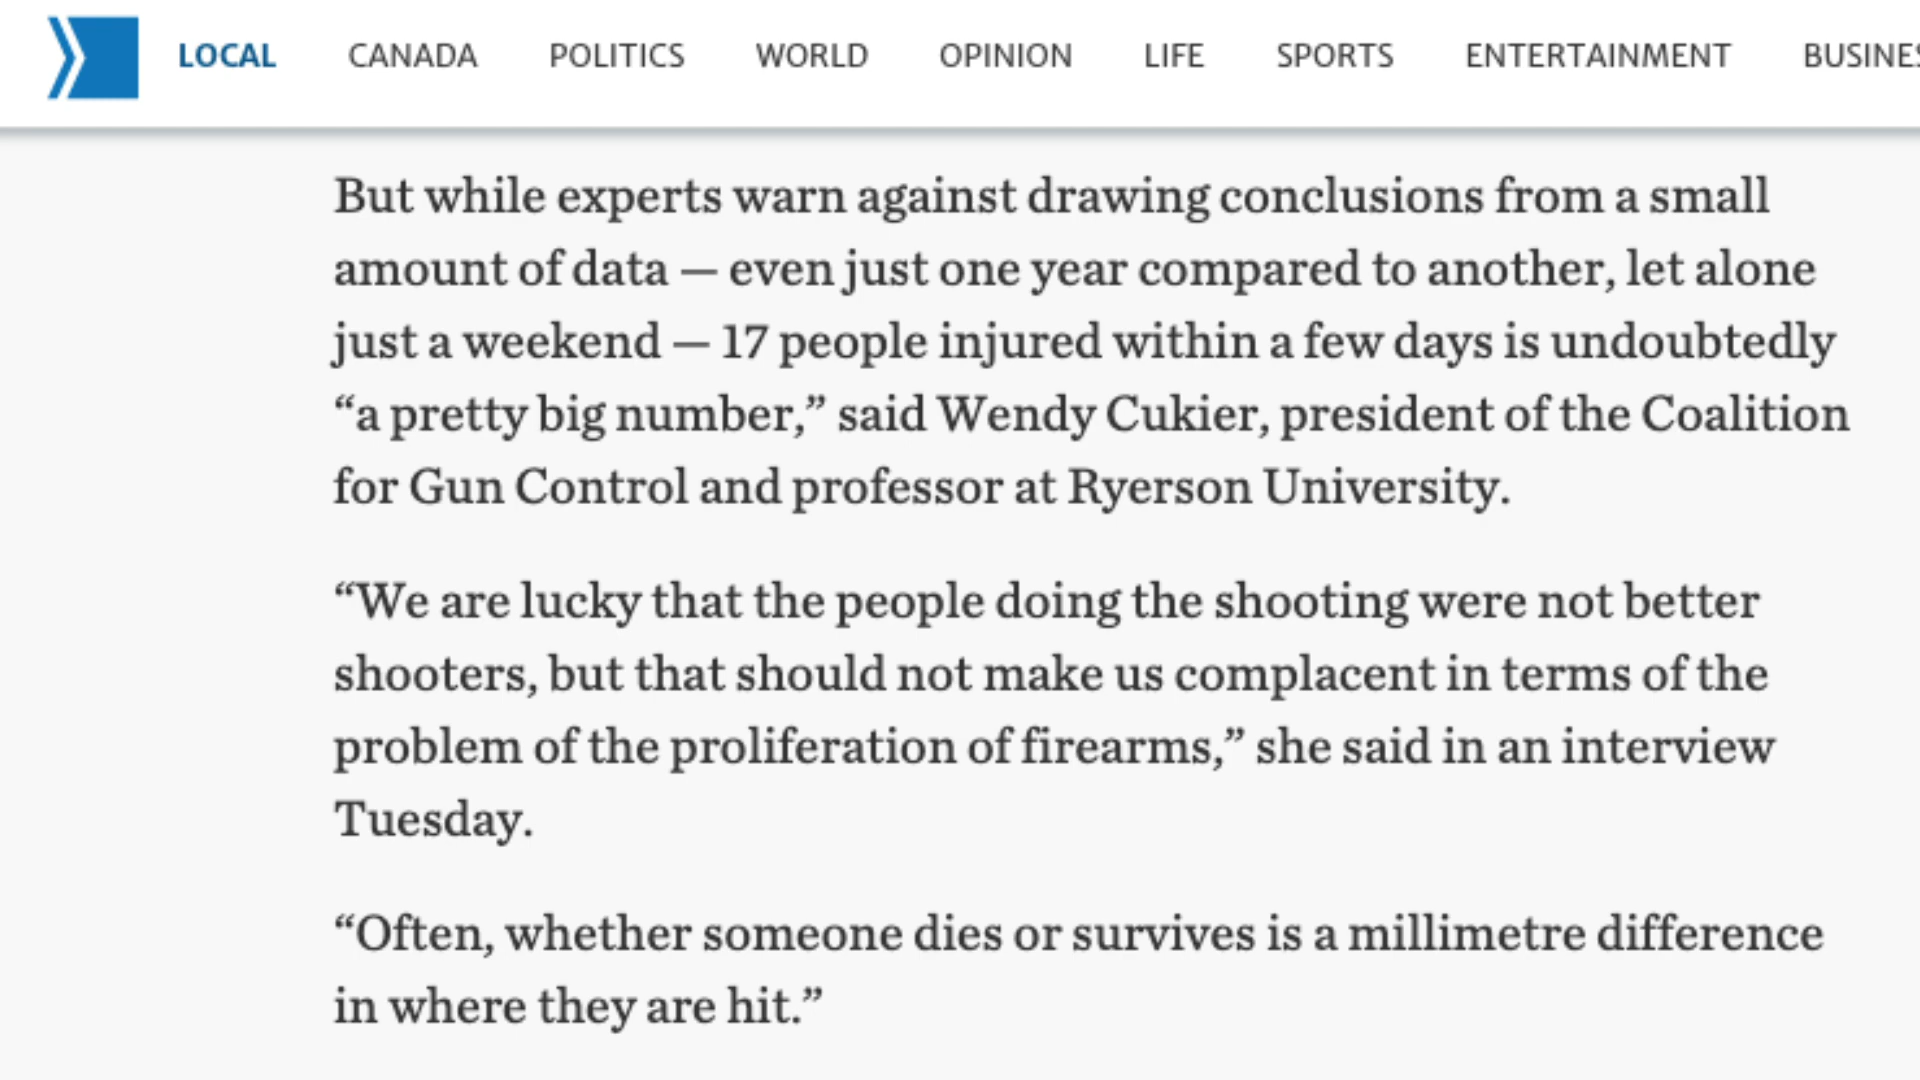 LOCAL CANADA POLITICS WORLD OPINION LIFE SPORTS ENTERTAINMENT BUSINES
But while experts warn against drawing conclusions from a small
amount of data — even just one year compared to another, let alone
just a weekend — 17 people injured within a few days is undoubtedly
“a pretty big number,” said Wendy Cukier, president of the Coalition
for Gun Control and professor at Ryerson University.
“We are lucky that the people doing the shooting were not better
shooters, but that should not make us complacent in terms of the
problem of the proliferation of firearms,” she said in an interview
Tuesday.
“Often, whether someone dies or survives is a millimetre difference
in where they are hit.”